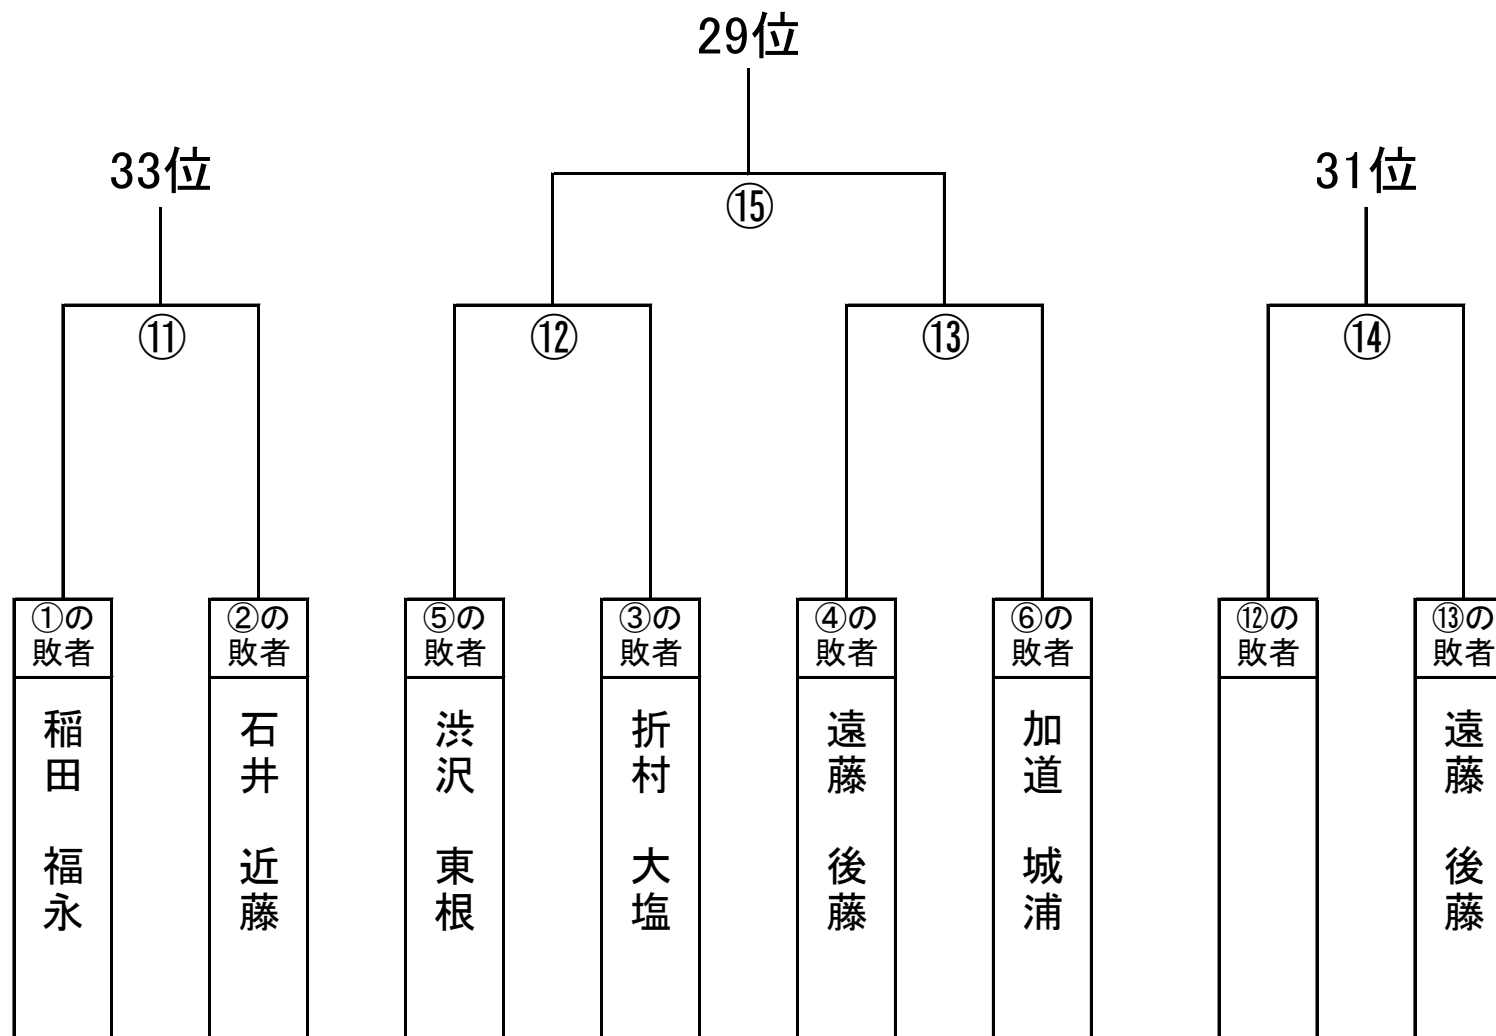 29位
33位
31位
⑮
⑪
⑫
⑬
⑭
①の
敗者
②の
敗者
⑤の
敗者
③の
敗者
④の
敗者
⑥の
敗者
⑫の
敗者
⑬の
敗者
稲田 福永
石井 近藤
渋沢 東根
折村 大塩
遠藤 後藤
加道 城浦
遠藤 後藤